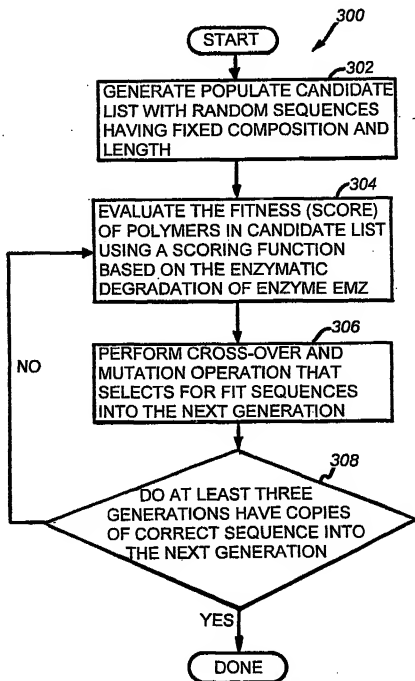 300
START
302
GENERATE POPULATE CANDIDATE
LIST WITH RANDOM SEQUENCES
HAVING FIXED COMPOSITION AND
LENGTH
304
EVALUATE THE FITNESS (SCORE)
OF POLYMERS IN CANDIDATE LIST
USING A SCORING FUNCTION
BASED ON THE ENZYMATIC
DEGRADATION OF ENZYME EMZ
306
PERFORM CROSS-OVER AND
MUTATION OPERATION THAT
SELECTS FOR FIT SEQUENCES
INTO THE NEXT GENERATION
NO
308
DO AT LEAST THREE
GENERATIONS HAVE COPIES
OF CORRECT SEQUENCE INTO
THE NEXT GENERATION
YES
DONE